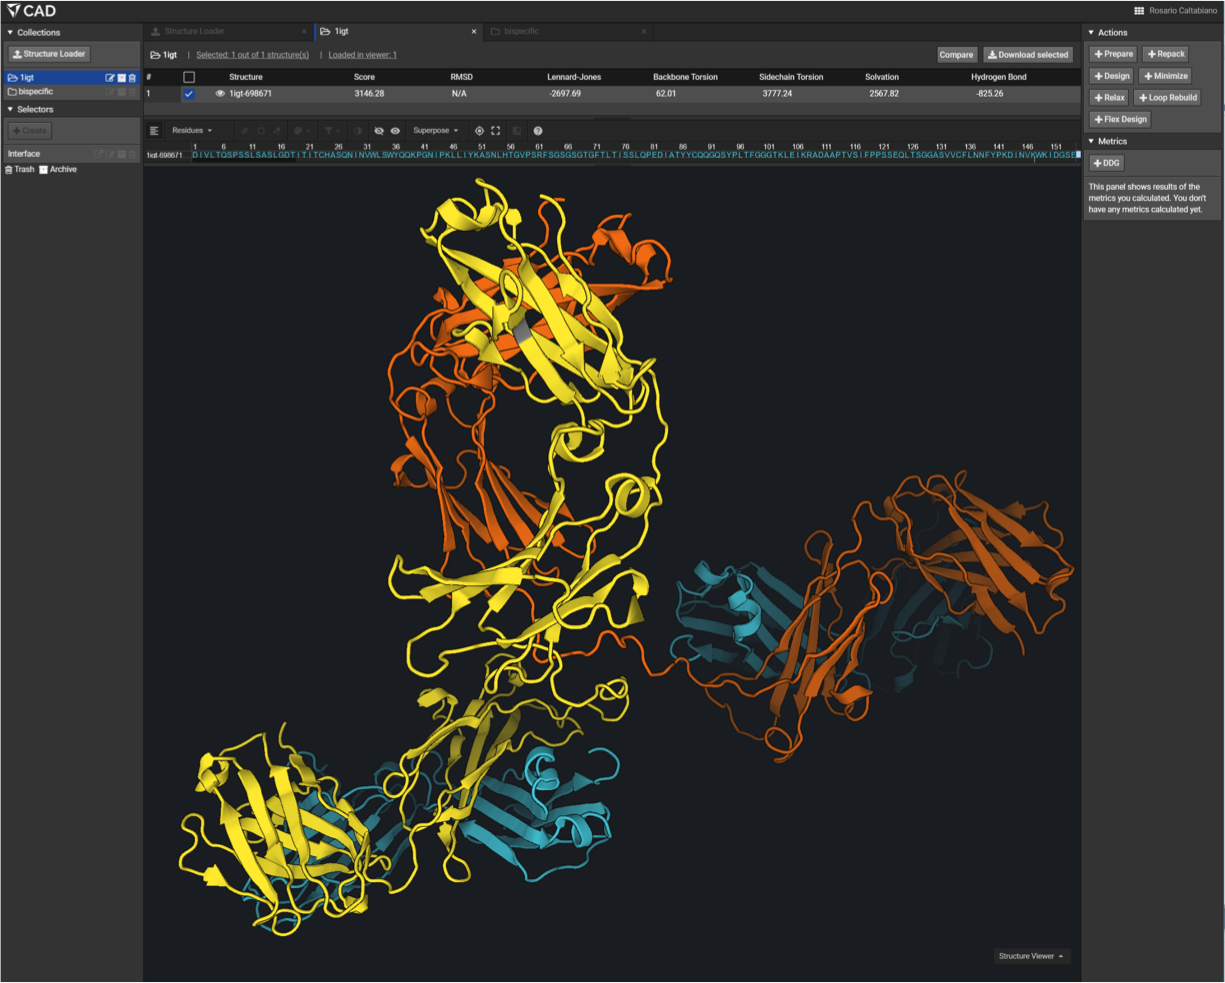 CAD
Rosario Caltabiano
Collections
Structure Loader
1igt
bispecific
Selectors
+ Create
Interface
Trash Archive
Structure Loader × 1igt × bispecific ×
1igt | Selected: 1 out of 1 structure(s) | Loaded in viewer: 1
Compare Download selected
# Structure Score RMSD Lennard-Jones Backbone Torsion Sidechain Torsion Solvation Hydrogen Bond
1 1igt-698671 3146.28 N/A -2697.69 62.01 3777.24 2567.82 -825.26
Residues Superpose
1 6 11 16 21 26 31 36 41 46 51 56 61 66 71 76 81 86 91 96 101 106 111 116 121 126 131 136 141 146 151
1igt-698671 DIVLTQSPSSLSASLGDTITITCHASQNINVWLSWYQQKPGNIPKLLIYKASNLHTGVPSRFSGSGSGTGFTLTISSLQPEDIATYYCQQGQSYPLTFGGGTKLEIKRADAAPTVSIFPPSSEQLTSGGASVVCFLNNFYPKDINVKWKIDGSE
Structure Viewer
Actions
+ Prepare + Repack
+ Design + Minimize
+ Relax + Loop Rebuild
+ Flex Design
Metrics
+ DDG
This panel shows results of the
metrics you calculated. You don't
have any metrics calculated yet.